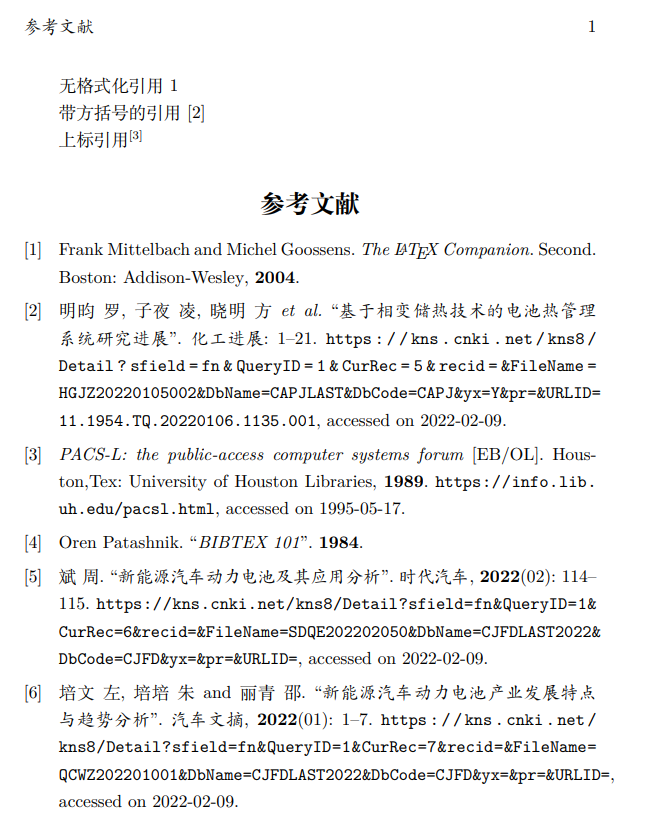 参考文献 1
无格式化引用 1
带方括号的引用 [2]
上标引用[3]
参考文献
[1] Frank Mittelbach and Michel Goossens. The LATEX Companion. Second.
Boston: Addison-Wesley, 2004.
[2] 明昀 罗, 子夜 凌, 晓明 方 et al. “基于相变储热技术的电池热管理
系统研究进展”. 化工进展: 1–21. https://kns.cnki.net/kns8/
Detail?sfield=fn&QueryID=1&CurRec=5&recid=&FileName=
HGJZ20220105002&DbName=CAPJLAST&DbCode=CAPJ&yx=Y&pr=&URLID=
11.1954.TQ.20220106.1135.001, accessed on 2022-02-09.
[3] PACS-L: the public-access computer systems forum [EB/OL]. Hous-
ton,Tex: University of Houston Libraries, 1989. https://info.lib.
uh.edu/pacsl.html, accessed on 1995-05-17.
[4] Oren Patashnik. “BIBTEX 101”. 1984.
[5] 斌 周. “新能源汽车动力电池及其应用分析”. 时代汽车, 2022(02): 114–
115. https://kns.cnki.net/kns8/Detail?sfield=fn&QueryID=1&
CurRec=6&recid=&FileName=SDQE202202050&DbName=CJFDLAST2022&
DbCode=CJFD&yx=&pr=&URLID=, accessed on 2022-02-09.
[6] 培文 左, 培培 朱 and 丽青 邵. “新能源汽车动力电池产业发展特点
与趋势分析”. 汽车文摘, 2022(01): 1–7. https://kns.cnki.net/
kns8/Detail?sfield=fn&QueryID=1&CurRec=7&recid=&FileName=
QCWZ202201001&DbName=CJFDLAST2022&DbCode=CJFD&yx=&pr=&URLID=,
accessed on 2022-02-09.